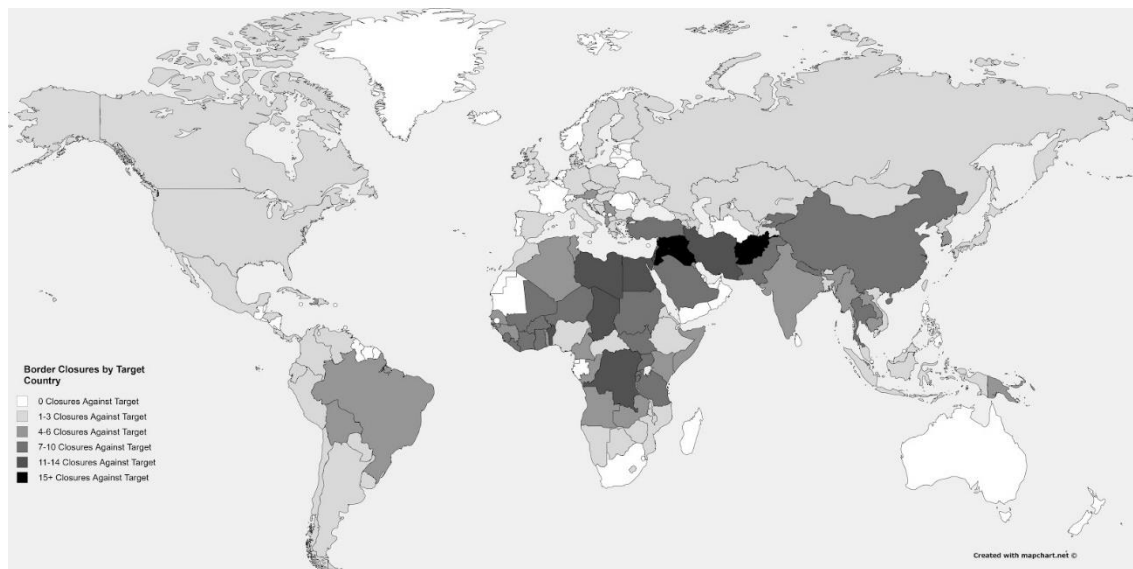 Border Closures by Target
Country
0 Closures Against Target
1-3 Closures Against Target
4-6 Closures Against Target
7-10 Closures Against Target
11-14 Closures Against Target
15+ Closures Against Target
Created with mapchart.net ©